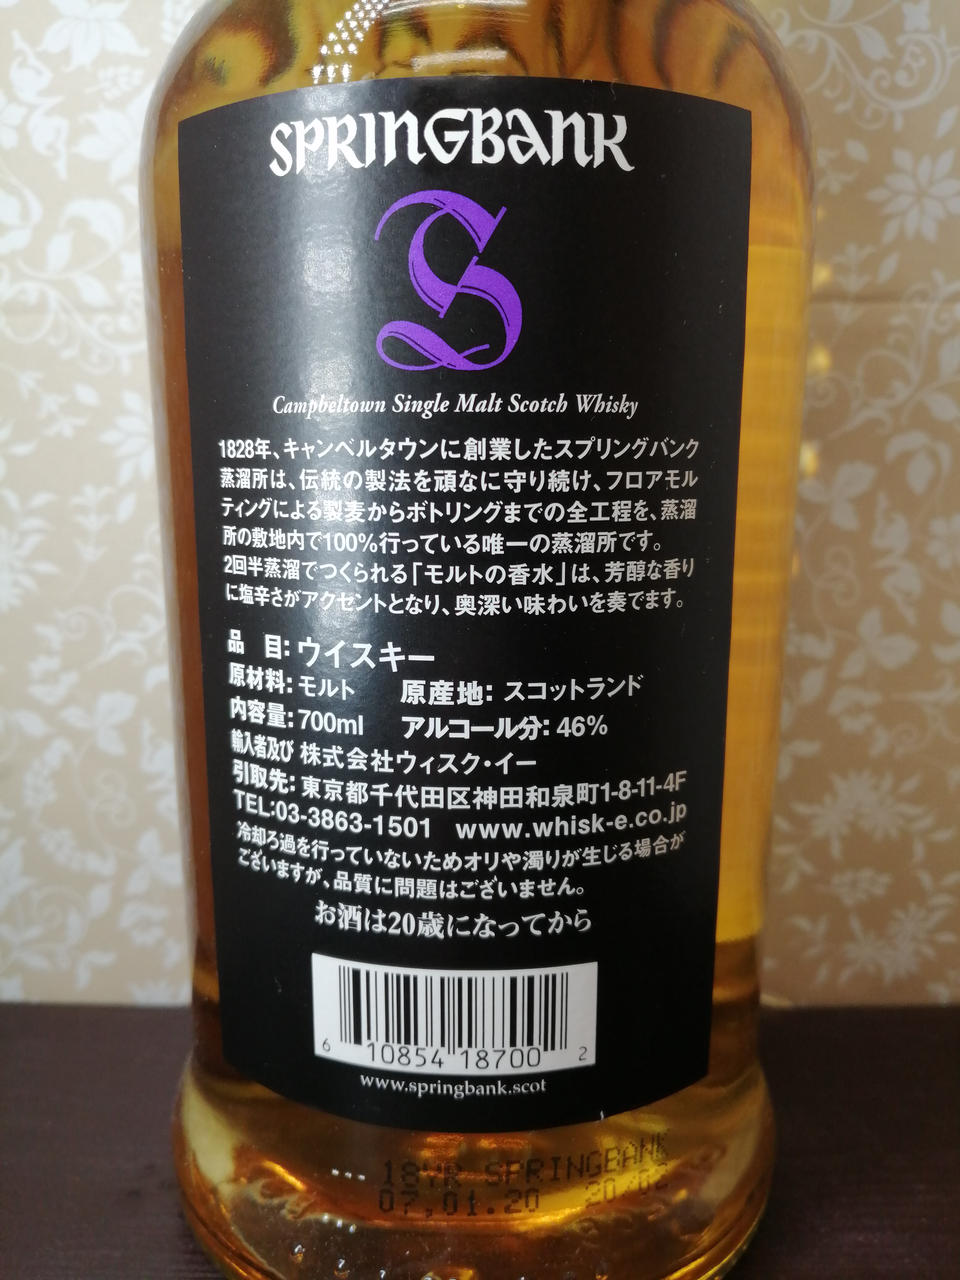 SPRINGBANK
S
Campbeltown Single Malt Scotch Whisky
1828年、キャンベルタウンに創業したスプリングバンク
蒸溜所は、伝統の製法を頑なに守り続け、フロアモル
ティングによる製麦からボトリングまでの全工程を、蒸溜
所の敷地内で100%行っている唯一の蒸溜所です。
2回半蒸溜でつくられる「モルトの香水」は、芳醇な香り
に塩辛さがアクセントとなり、奥深い味わいを奏でます。
品 目: ウイスキー
原材料: モルト 原産地: スコットランド
内容量: 700ml アルコール分: 46%
輸入者及び 株式会社ウィスク・イー
引取先: 東京都千代田区神田和泉町1-8-11-4F
TEL:03-3863-1501 www.whisk-e.co.jp
冷却ろ過を行っていないためオリや濁りが生じる場合が
ございますが、品質に問題はございません。
お酒は20歳になってから
6 10854 18700 2
www.springbank.scot
18YR SPRINGBANK
07.01.20 20/02